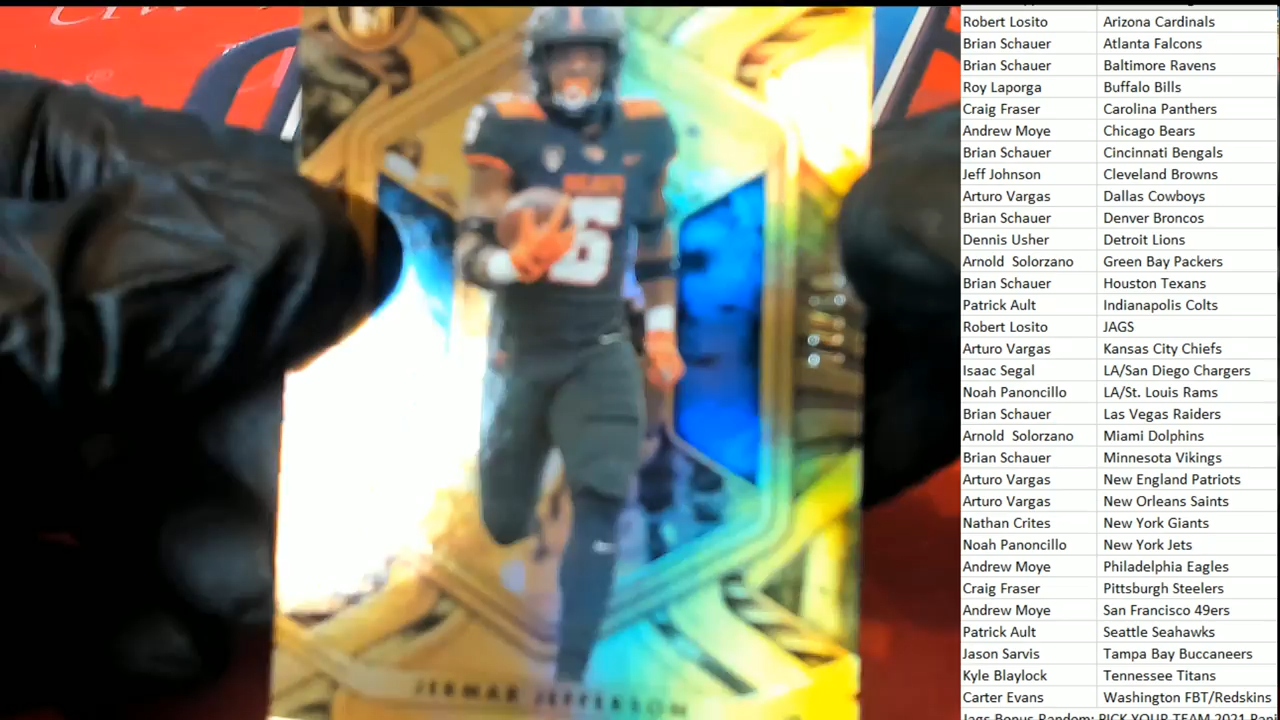 6
JERMAR JEFFERSON
Robert Losito Arizona Cardinals
Brian Schauer Atlanta Falcons
Brian Schauer Baltimore Ravens
Roy Laporga Buffalo Bills
Craig Fraser Carolina Panthers
Andrew Moye Chicago Bears
Brian Schauer Cincinnati Bengals
Jeff Johnson Cleveland Browns
Arturo Vargas Dallas Cowboys
Brian Schauer Denver Broncos
Dennis Usher Detroit Lions
Arnold Solorzano Green Bay Packers
Brian Schauer Houston Texans
Patrick Ault Indianapolis Colts
Robert Losito JAGS
Arturo Vargas Kansas City Chiefs
Isaac Segal LA/San Diego Chargers
Noah Panoncillo LA/St. Louis Rams
Brian Schauer Las Vegas Raiders
Arnold Solorzano Miami Dolphins
Brian Schauer Minnesota Vikings
Arturo Vargas New England Patriots
Arturo Vargas New Orleans Saints
Nathan Crites New York Giants
Noah Panoncillo New York Jets
Andrew Moye Philadelphia Eagles
Craig Fraser Pittsburgh Steelers
Andrew Moye San Francisco 49ers
Patrick Ault Seattle Seahawks
Jason Sarvis Tampa Bay Buccaneers
Kyle Blaylock Tennessee Titans
Carter Evans Washington FBT/Redskins
Jags Bonus Random: PICK YOUR TEAM 2021